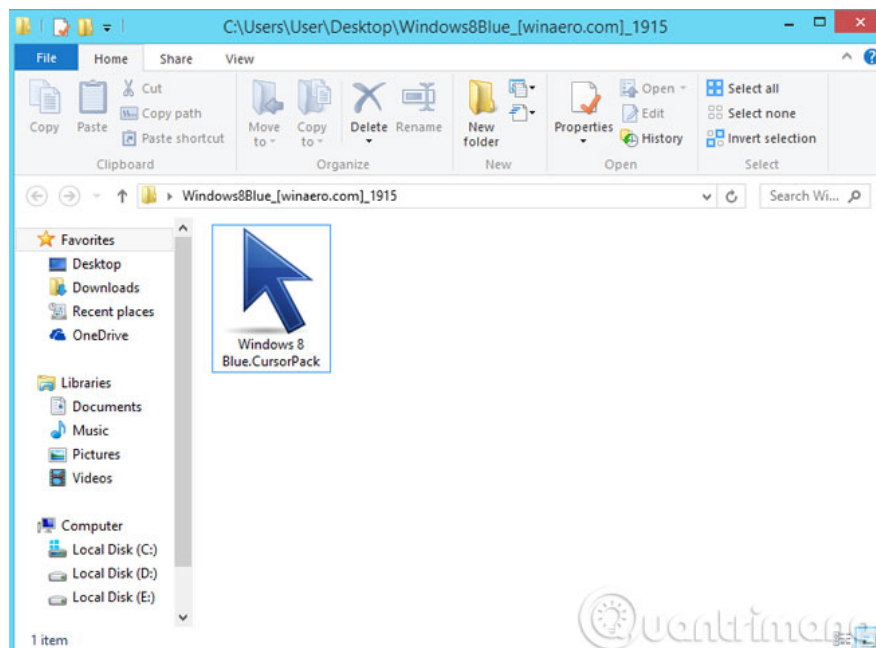 C:\Users\User\Desktop\Windows8Blue_[winaero.com]_1915
File Home Share View
Copy
Paste
Cut
Copy path
Paste shortcut
Clipboard
Move to
Copy to
Delete
Rename
Organize
New folder
New
Properties
Open
Edit
History
Open
Select all
Select none
Invert selection
Select
Windows8Blue_[winaero.com]_1915
Search Wi...
Favorites
Desktop
Downloads
Recent places
OneDrive
Libraries
Documents
Music
Pictures
Videos
Computer
Local Disk (C:)
Local Disk (D:)
Local Disk (E:)
Windows 8
Blue.CursorPack
1 item
Quantrimang